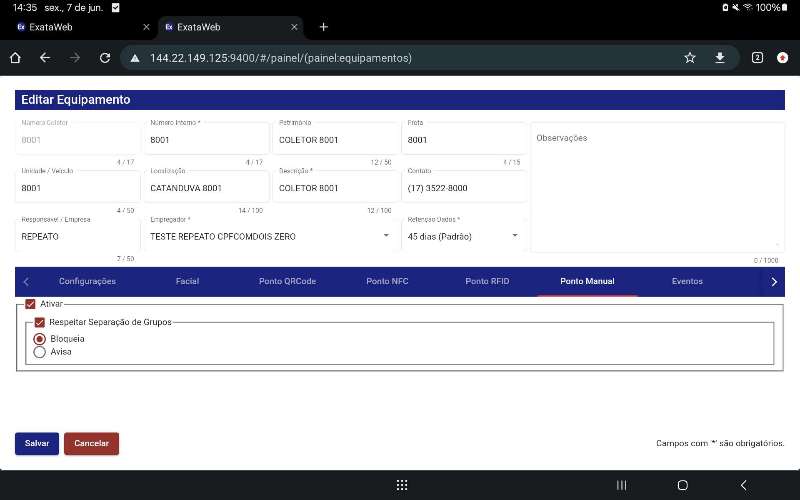 14:35 sex., 7 de jun. 100%
Ex ExataWeb
Ex ExataWeb
144.22.149.125:9400/#/painel/(painel:equipamentos)
2
Editar Equipamento
Número Coletor
8001
4 / 17
Número Interno *
8001
4 / 17
Patrimônio
COLETOR 8001
12 / 50
Frota
8001
4 / 15
Observações
0 / 1000
Unidade / Veículo
8001
4 / 50
Localização
CATANDUVA 8001
14 / 100
Descrição *
COLETOR 8001
12 / 100
Contato
(17) 3522-8000
Responsável / Empresa
REPEATO
7 / 50
Empregador *
TESTE REPEATO CPFCOMDOIS ZERO
Retenção Dados *
45 dias (Padrão)
Configurações Facial Ponto QRCode Ponto NFC Ponto RFID Ponto Manual Eventos
Ativar
Respeitar Separação de Grupos
Bloqueia
Avisa
Salvar Cancelar Campos com '*' são obrigatórios.